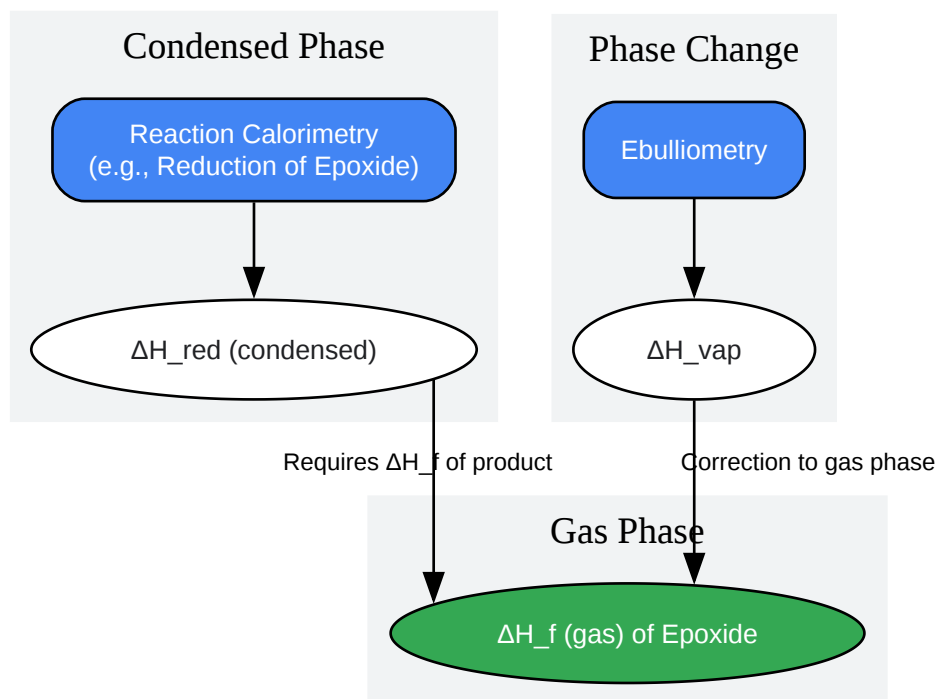 Condensed Phase
Phase Change
Reaction Calorimetry
(e.g., Reduction of Epoxide)
Ebulliometry
ΔH_red (condensed)
ΔH_vap
Requires ΔH_f of product
Correction to gas phase
Gas Phase
ΔH_f (gas) of Epoxide